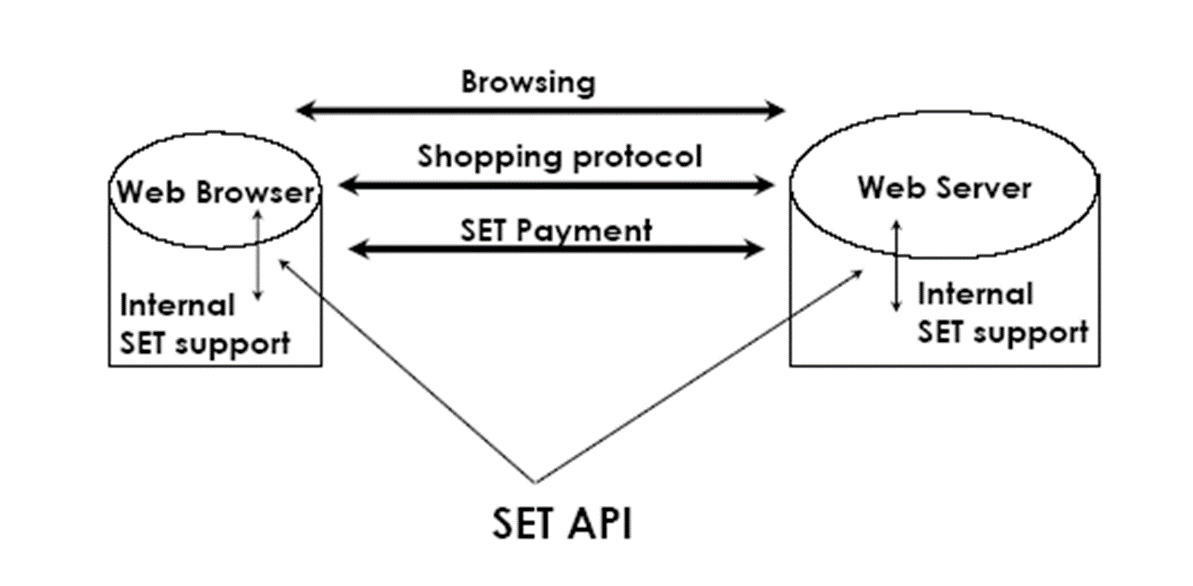 Browsing
Shopping protocol
Web Browser
Web Server
SET Payment
Internal
SET support
Internal
SET support
SET API